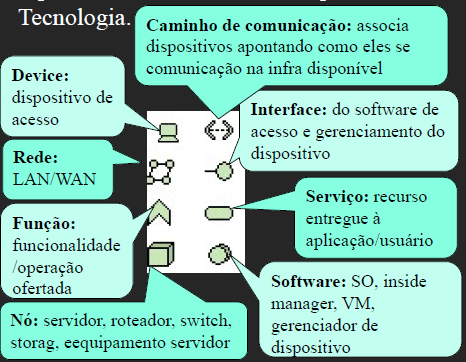 Tecnologia.
Caminho de comunicação: associa
dispositivos apontando como eles se
comunicação na infra disponível
Device:
dispositivo de
acesso
Interface: do software de
acesso e gerenciamento do
dispositivo
Rede:
LAN/WAN
Serviço: recurso
entregue à
aplicação/usuário
Função:
funcionalidade
/operação
ofertada
Software: SO, inside
manager, VM,
gerenciador de
dispositivo
Nó: servidor, roteador, switch,
storag, eequipamento servidor